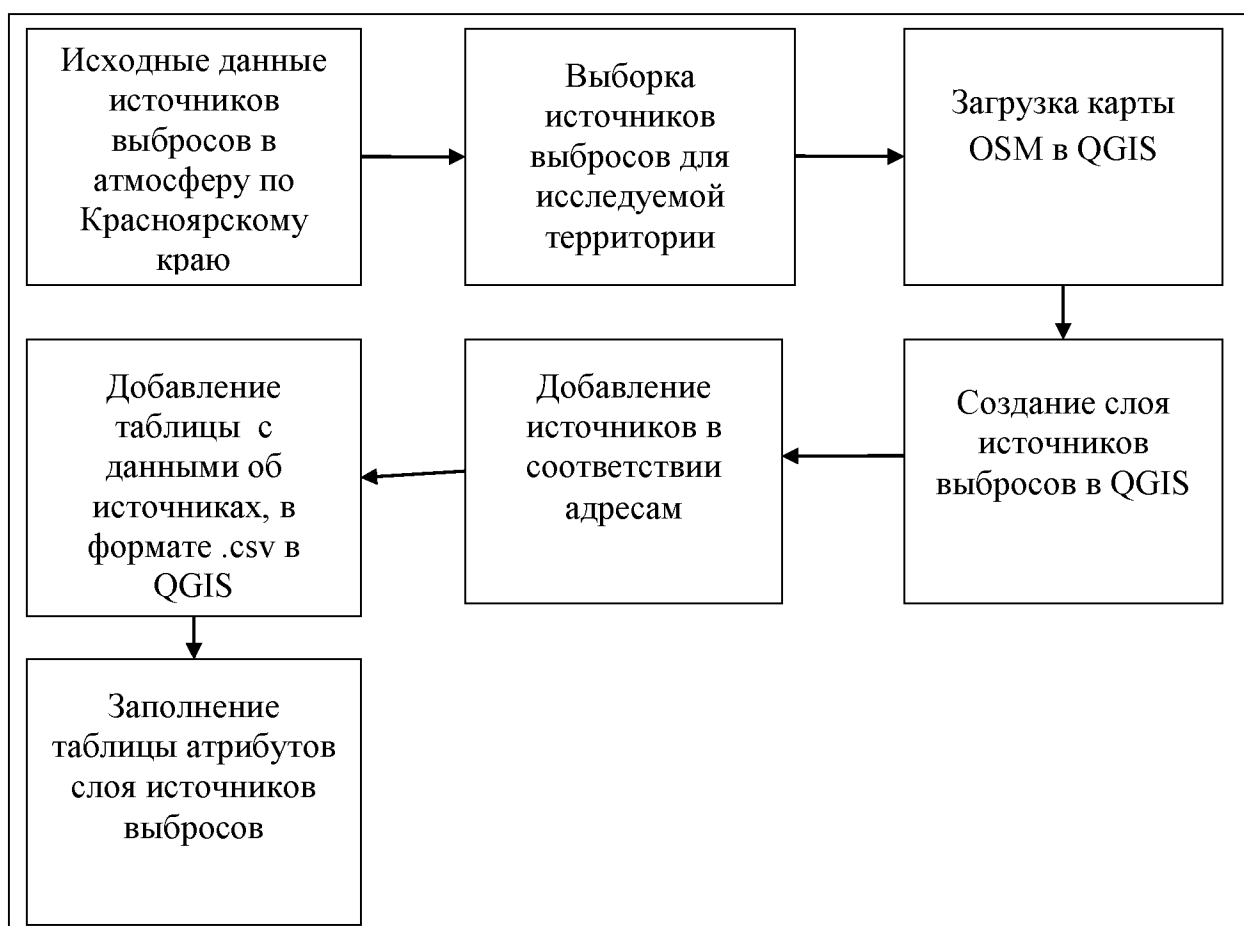 Исходные данные
источников
выбросов в
атмосферу по
Красноярскому
краю
Выборка
источников
выбросов для
исследуемой
территории
Загрузка карты
OSM в QGIS
Создание слоя
источников
выбросов в QGIS
Добавление
источников в
соответствии
адресам
Добавление
таблицы с
данными об
источниках, в
формате .csv в
QGIS
Заполнение
таблицы атрибутов
слоя источников
выбросов